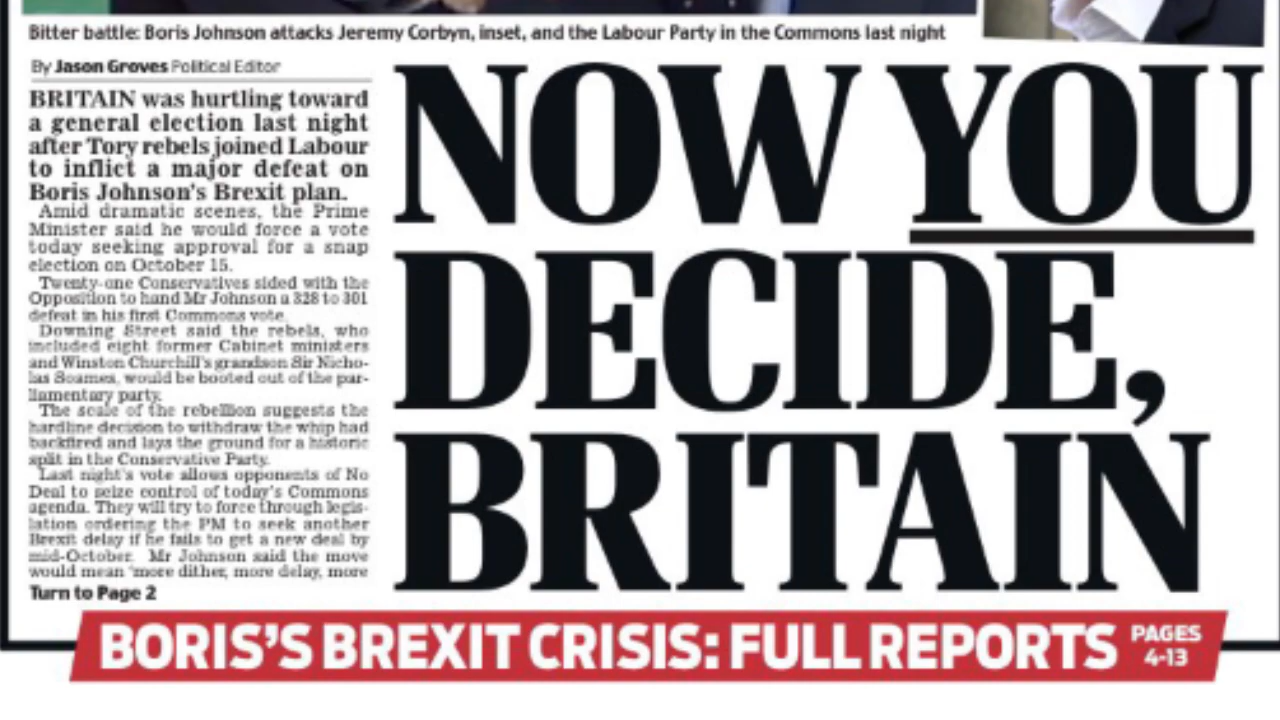 Bitter battle: Boris Johnson attacks Jeremy Corbyn, inset, and the Labour Party in the Commons last night
By Jason Groves Political Editor
BRITAIN was hurtling toward
a general election last night
after Tory rebels joined Labour
to inflict a major defeat on
Boris Johnson's Brexit plan.
Amid dramatic scenes, the Prime
Minister said he would force a vote
today seeking approval for a snap
election on October 15.
Twenty-one Conservatives sided with the
Opposition to hand Mr Johnson a 328 to 301
defeat in his first Commons vote.
Downing Street said the rebels, who
included eight former Cabinet ministers
and Winston Churchill's grandson Sir Nicho-
las Soames, would be booted out of the par-
liamentary party.
The scale of the rebellion suggests the
hardline decision to withdraw the whip had
backfired and lays the ground for a historic
split in the Conservative Party.
Last night's vote allows opponents of No
Deal to seize control of today's Commons
agenda. They will try to force through legis-
lation ordering the PM to seek another
Brexit delay if he fails to get a new deal by
mid-October. Mr Johnson said the move
would mean 'more dither, more delay, more
Turn to Page 2
NOW YOU
DECIDE,
BRITAIN
BORIS'S BREXIT CRISIS: FULL REPORTS PAGES
4-13